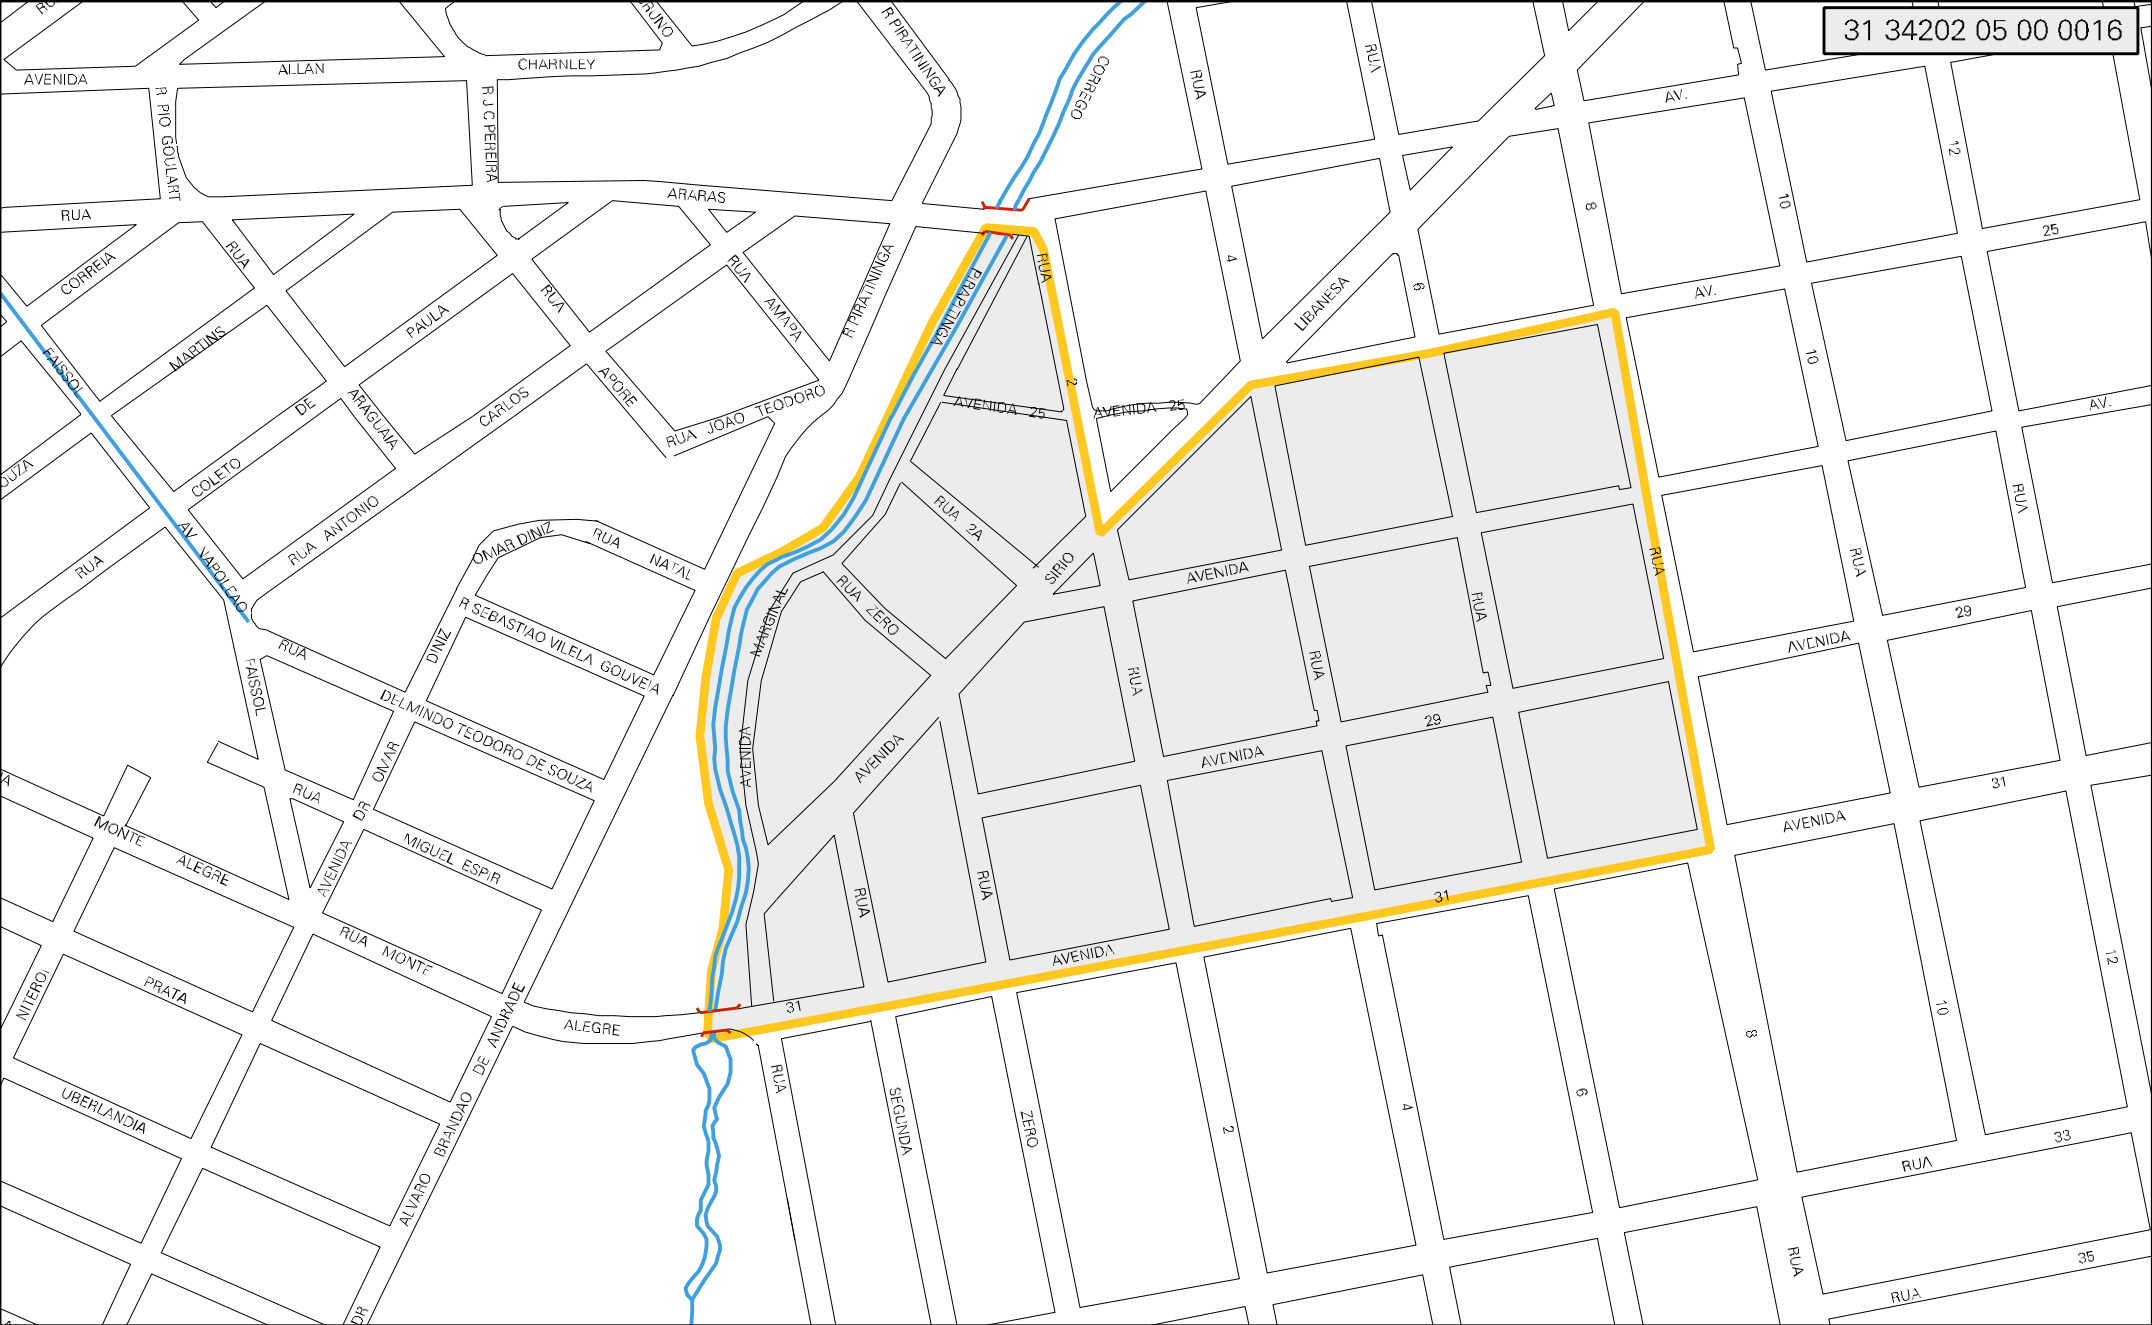 31 34202 05 00 0016
AVENIDA
ALLAN
CHARNLEY
R PIRATININGA
CORREGO
RUA
RUA
AV.
R PIO GOULART
R J C PEREIRA
12
RUA
ARARAS
8
10
25
CORREIA
RUA
RUA
RUA
AMAPA
R PIRATININGA
PIRAPITINGA
RUA
4
LIBANESA
6
AV.
MARTINS
PAULA
FAISSOL
DE
ARAGUAIA
CARLOS
APORE
RUA JOAO TEODORO
2
AVENIDA 25
AVENIDA 25
10
AV.
OUZA
COLETO
RUA ANTONIO
RUA
AV NAPOLEAO
OMAR DINIZ
RUA NATAL
RUA 2A
SIRIO
AVENIDA
RUA
RUA
RUA
RUA ZERO
MARGINAL
R SEBASTIAO VILELA GOUVEIA
RUA
29
RUA
DINIZ
FAISSOL
DELMINDO TEODORO DE SOUZA
RUA
RUA
AVENIDA
29
AVENIDA
OMAR
AVENIDA
AVENIDA
31
RUA
DR
MONTE
ALEGRE
MIGUEL ESPIR
AVENIDA
AVENIDA
RUA
RUA
31
RUA MONTE
AVENIDA
NITEROI
PRATA
DE ANDRADE
ALEGRE
31
12
10
8
RUA
UBERLANDIA
BRANDAO
SEGUNDA
ZERO
2
4
6
33
RUA
ALVARO
RUA
35
RUA
DR